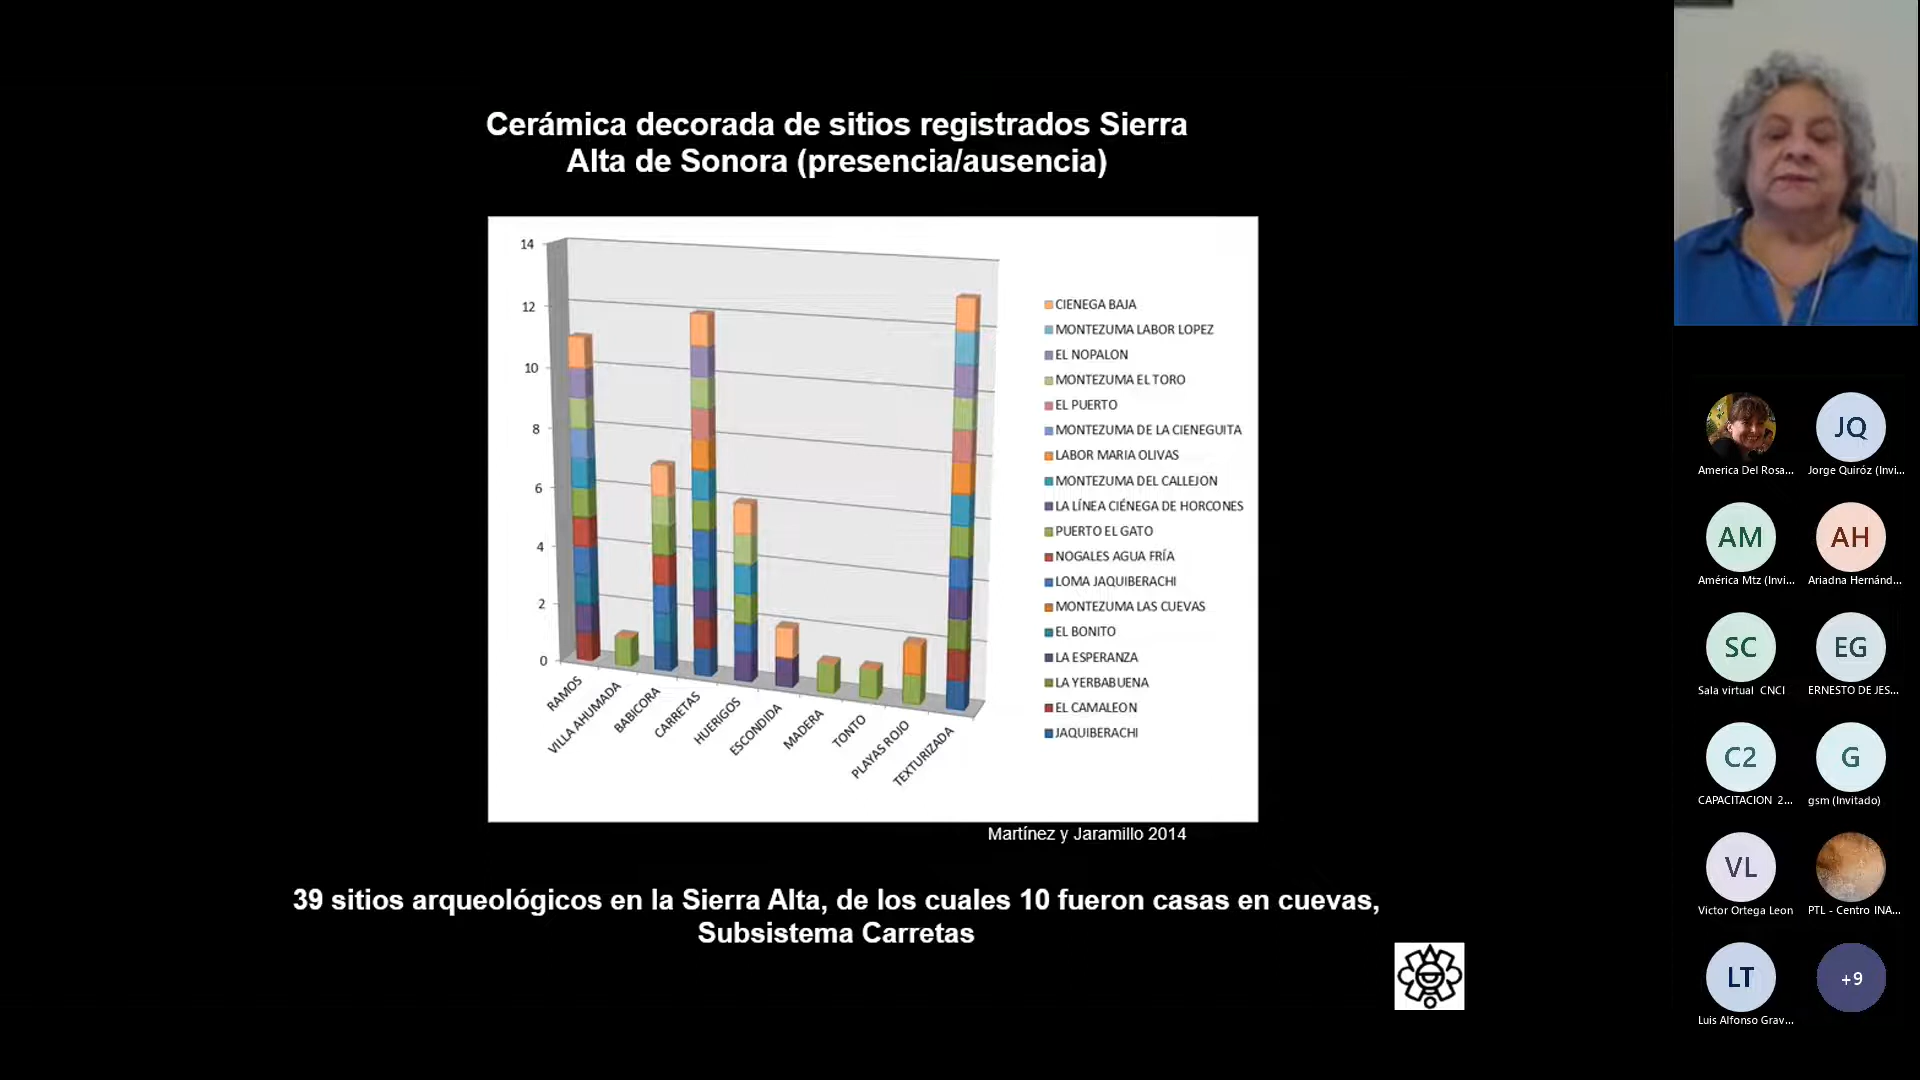 Cerámica decorada de sitios registrados Sierra
Alta de Sonora (presencia/ausencia)
14
12
10
8
6
4
2
0
RAMOS
VILLA AHUMADA
BABICORA
CARRETAS
HUERIGOS
ESCONDIDA
MADERA
TONTO
PLAYAS ROJO
TEXTURIZADA
CIENEGA BAJA
MONTEZUMA LABOR LOPEZ
EL NOPALON
MONTEZUMA EL TORO
EL PUERTO
MONTEZUMA DE LA CIENEGUITA
LABOR MARIA OLIVAS
MONTEZUMA DEL CALLEJON
LA LÍNEA CIÉNEGA DE HORCONES
PUERTO EL GATO
NOGALES AGUA FRÍA
LOMA JAQUIBERACHI
MONTEZUMA LAS CUEVAS
EL BONITO
LA ESPERANZA
LA YERBABUENA
EL CAMALEON
JAQUIBERACHI
Martínez y Jaramillo 2014
39 sitios arqueológicos en la Sierra Alta, de los cuales 10 fueron casas en cuevas,
Subsistema Carretas
JQ
America Del Rosa...
Jorge Quiróz (Invi...
AM
AH
América Mtz (Invi...
Ariadna Hernánd...
SC
EG
Sala virtual CNCI
ERNESTO DE JES...
C2
G
CAPACITACION 2...
gsm (Invitado)
VL
Victor Ortega Leon
PTL - Centro INA...
LT
+9
Luis Alfonso Grav...